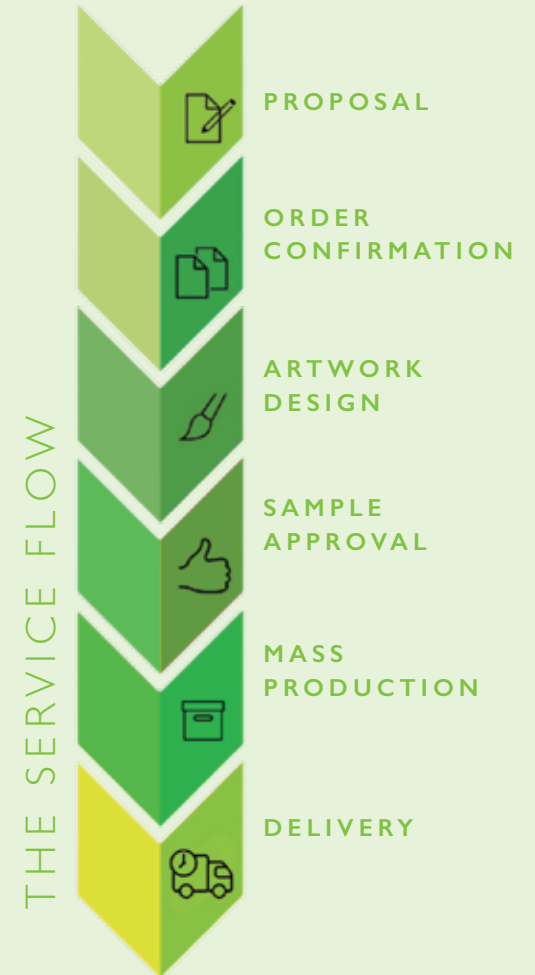 THE SERVICE FLOW
PROPOSAL
ORDER
CONFIRMATION
ARTWORK
DESIGN
SAMPLE
APPROVAL
MASS
PRODUCTION
DELIVERY